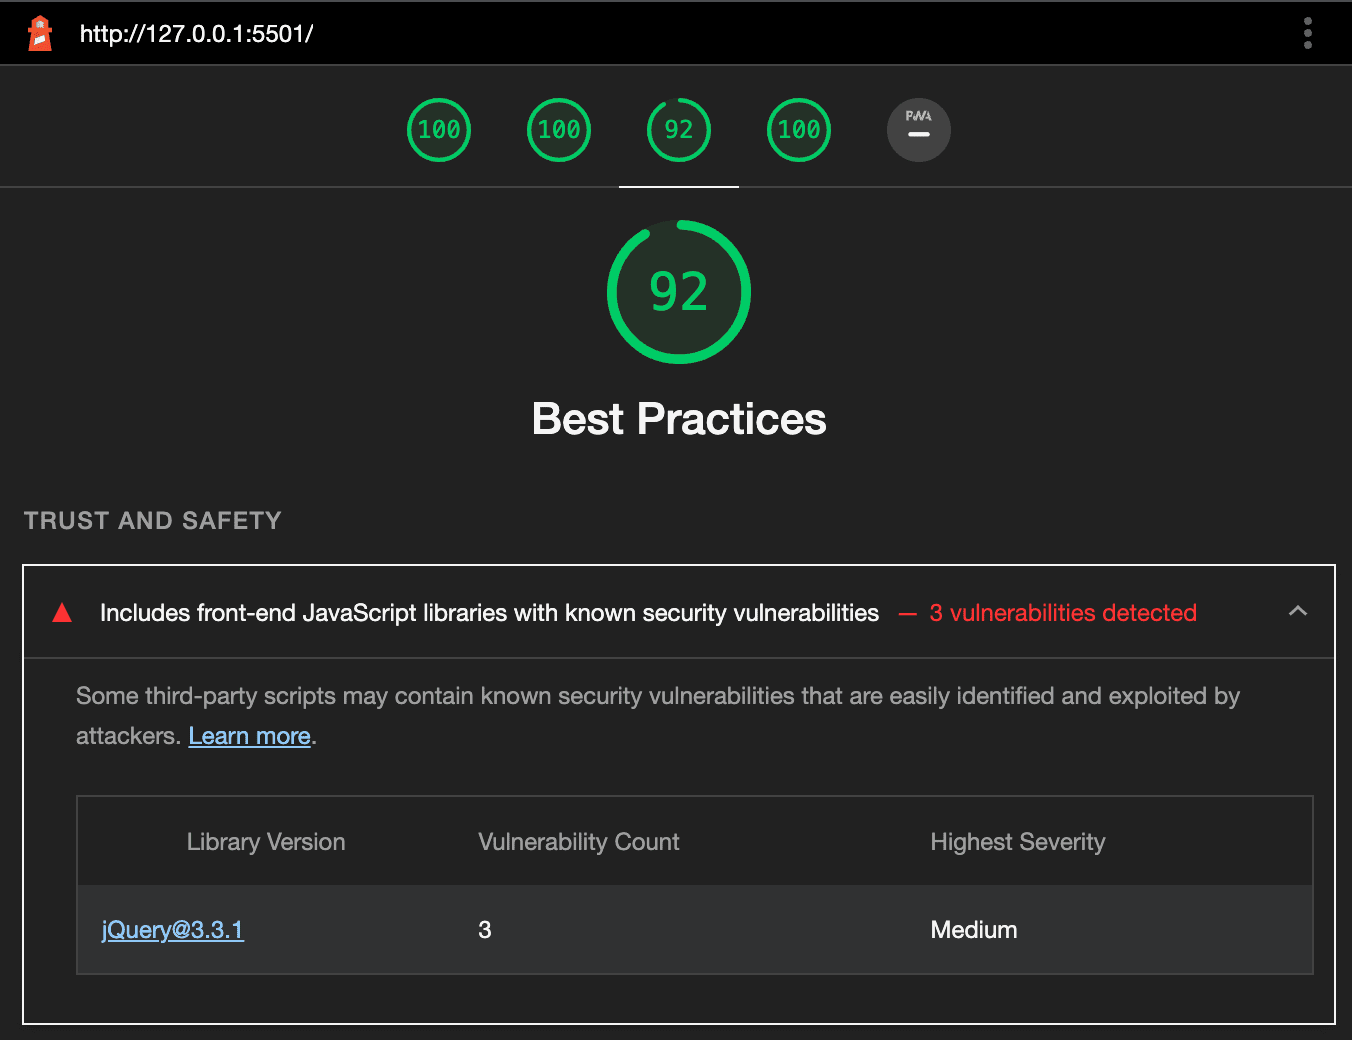 http://127.0.0.1:5501/
100 100 92 100 PWA
92
Best Practices
TRUST AND SAFETY
Includes front-end JavaScript libraries with known security vulnerabilities — 3 vulnerabilities detected
Some third-party scripts may contain known security vulnerabilities that are easily identified and exploited by
attackers. Learn more.
Library Version Vulnerability Count Highest Severity
jQuery@3.3.1 3 Medium